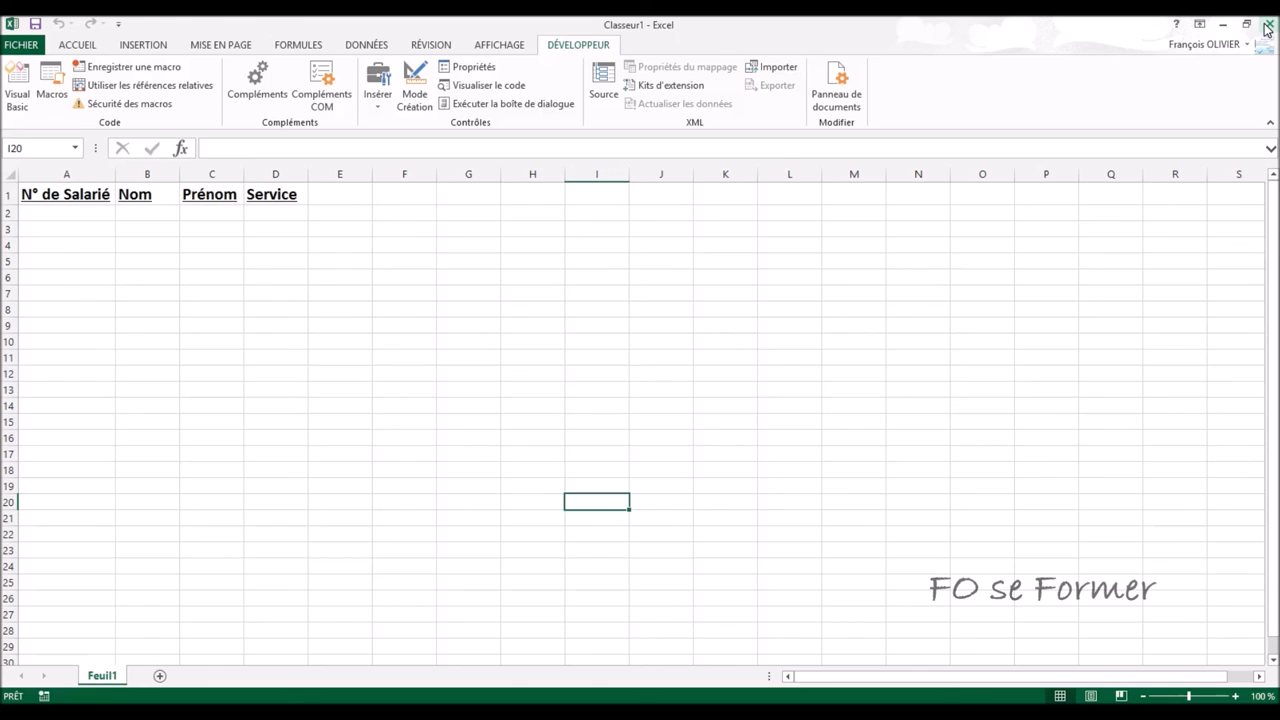 Classeur1 - Excel
?
FICHIER ACCUEIL INSERTION MISE EN PAGE FORMULES DONNÉES RÉVISION AFFICHAGE DÉVELOPPEUR François OLIVIER
Visual Basic
Macros
Enregistrer une macro
Utiliser les références relatives
Sécurité des macros
Code
Compléments
Compléments COM
Compléments
Insérer
Mode Création
Propriétés
Visualiser le code
Exécuter la boîte de dialogue
Contrôles
Source
Propriétés du mappage
Kits d'extension
Actualiser les données
Importer
Exporter
XML
Panneau de documents
Modifier
I20 fx
A B C D E F G H I J K L M N O P Q R S
1 N° de Salarié Nom Prénom Service
2
3
4
5
6
7
8
9
10
11
12
13
14
15
16
17
18
19
20
21
22
23
24
25
26
27
28
29
30
FO se Former
Feuil1
PRÊT 100 %